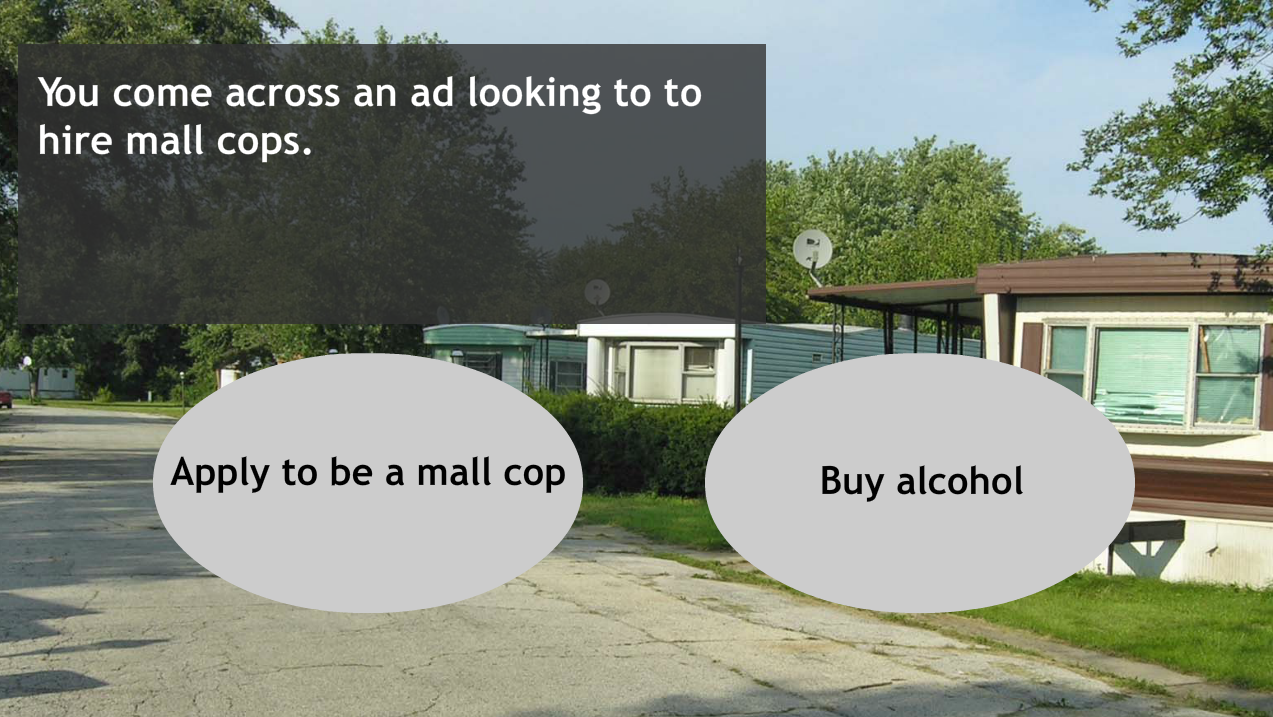 You come across an ad looking to to
hire mall cops.
Apply to be a mall cop
Buy alcohol